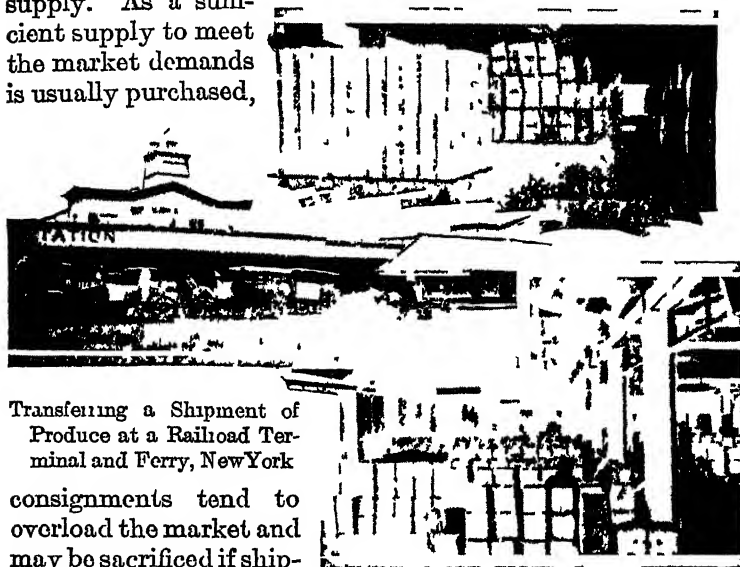 supply. As a suffi-
cient supply to meet
the market demands
is usually purchased,
TATION
Transferring a Shipment of
Produce at a Railroad Ter-
minal and Ferry, New York
consignments tend to
overload the market and
may be sacrificed if ship-